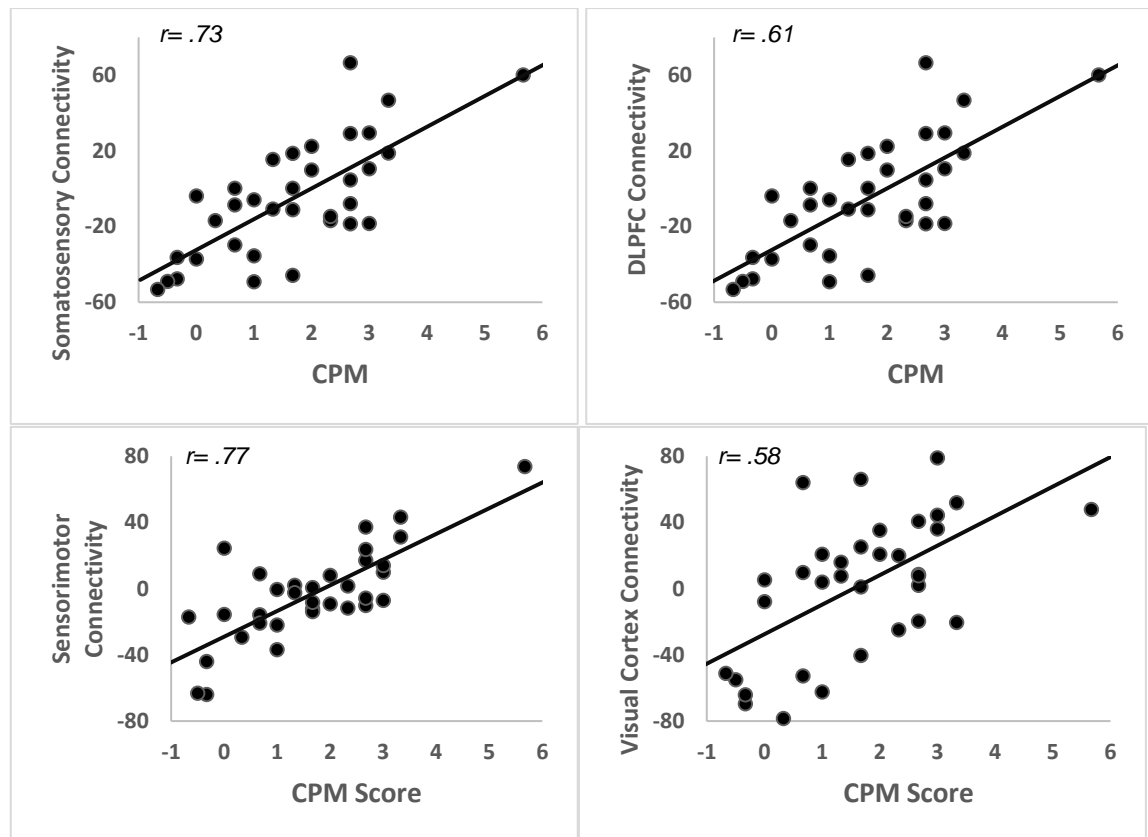 r= .73
Somatosensory Connectivity
60
20
-20
-60
-1 0 1 2 3 4 5 6
CPM
r= .61
DLPFC Connectivity
60
20
-20
-60
-1 0 1 2 3 4 5 6
CPM
r= .77
Sensorimotor
Connectivity
80
40
0
-40
-80
-1 0 1 2 3 4 5 6
CPM Score
r= .58
Visual Cortex Connectivity
80
40
0
-40
-80
-1 0 1 2 3 4 5 6
CPM Score